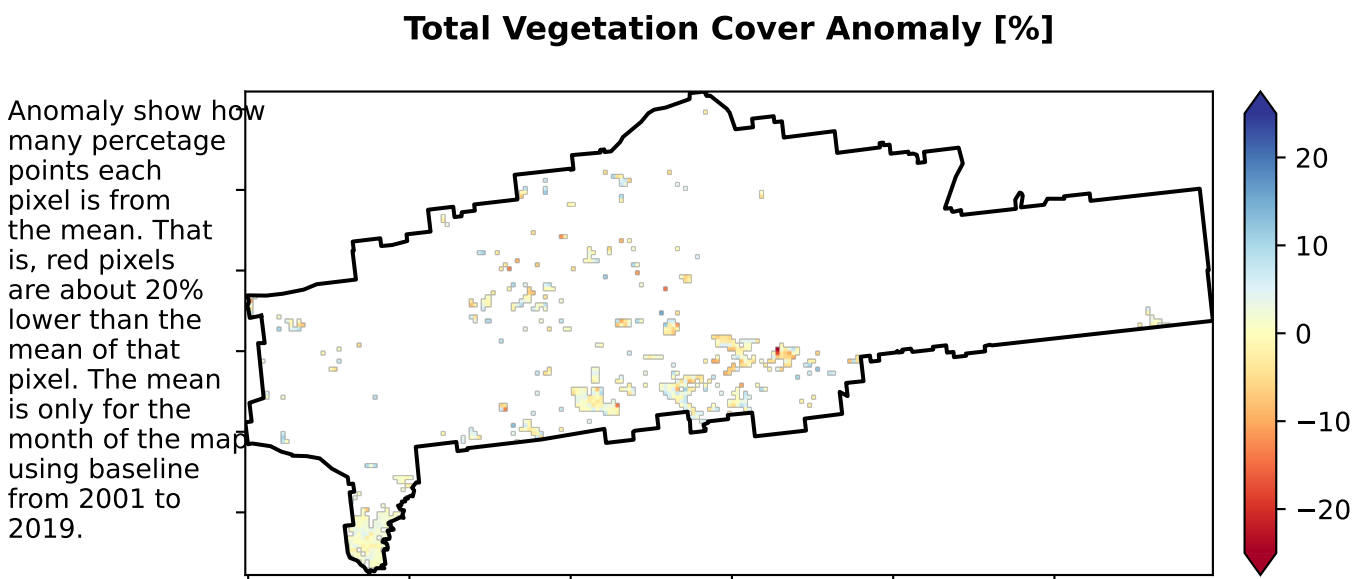 Total Vegetation Cover Anomaly [%]
Anomaly show how
many percetage
points each
pixel is from
the mean. That
is, red pixels
are about 20%
lower than the
mean of that
pixel. The mean
is only for the
month of the map
using baseline
from 2001 to
2019.
20
10
0
−10
−20